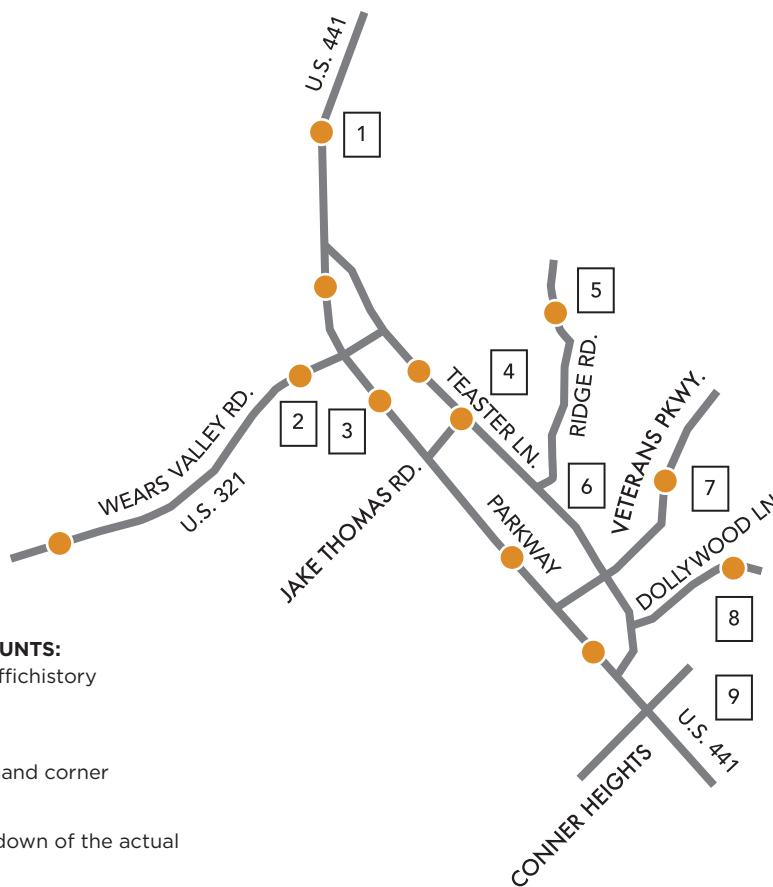 U.S. 441
1
5
4
RIDGE RD.
TEASTER LN.
VETERANS PKWY.
2
3
WEARS VALLEY RD.
U.S. 321
6
7
JAKE THOMAS RD.
PARKWAY
DOLLYWOOD LN
8
UNTS:
ffichistory
9
U.S. 441
and corner
CONNER HEIGHTS
down of the actual